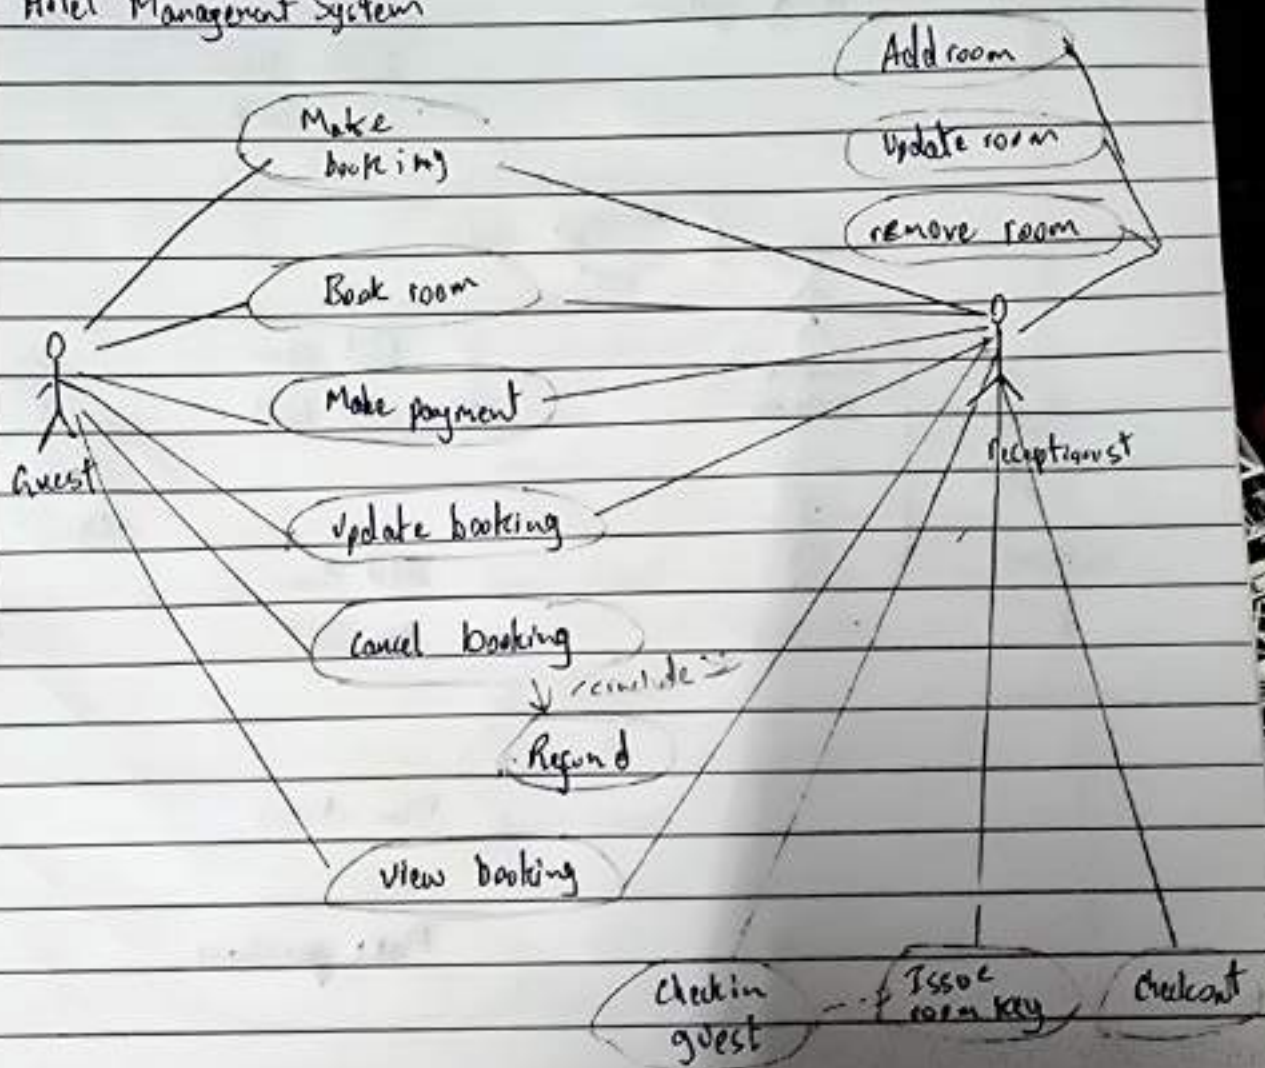 Hotel Management System
Add room
Make
booking
Update room
remove room
Book room
Make payment
Guest
receptionist
update booking
cancel booking
Refund
view booking
Checkin
guest
Issue
room key
checkout